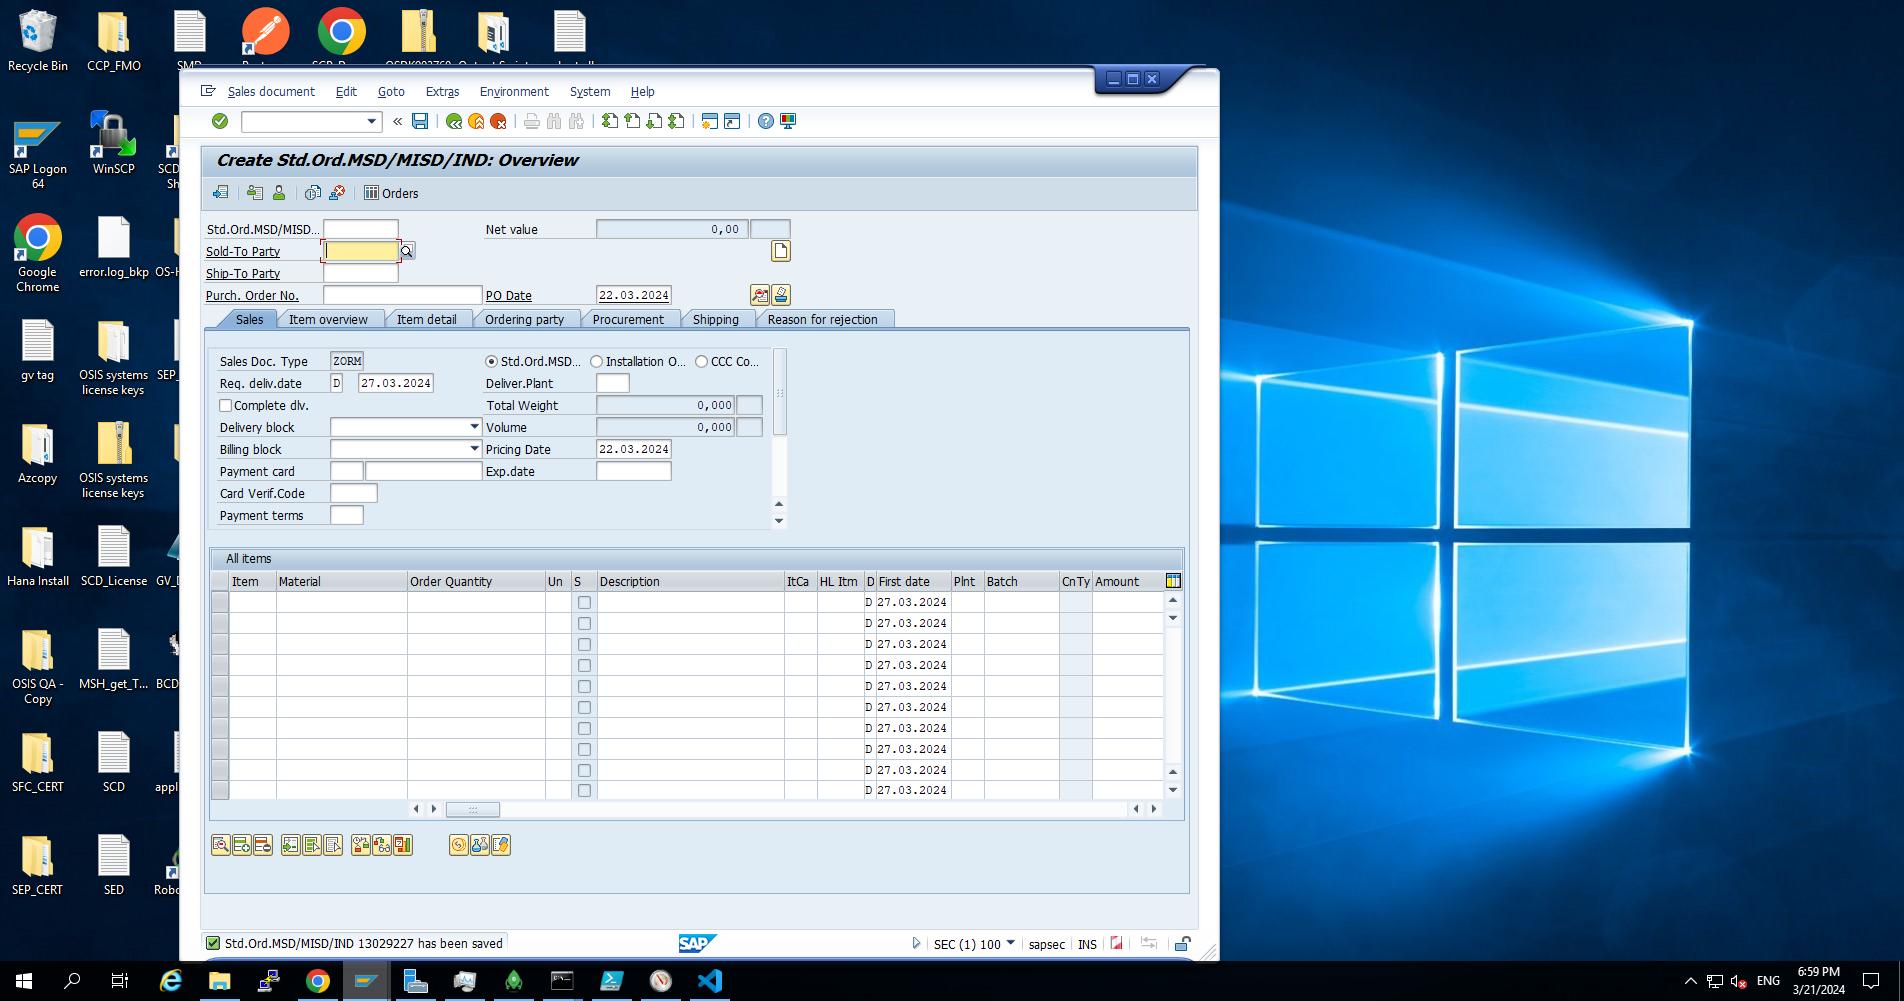 Recycle Bin
CCP_FMO
SAP Logon 64
WinSCP
Google Chrome
error.log_bkp
gv tag
OSIS systems license keys
Azcopy
OSIS systems license keys
Hana Install
SCD_License
OSIS QA - Copy
MSH_get_T...
SFC_CERT
SCD
SEP_CERT
SED
Sales document Edit Goto Extras Environment System Help
Create Std.Ord.MSD/MISD/IND: Overview
Orders
Std.Ord.MSD/MISD... Net value 0,00
Sold-To Party
Ship-To Party
Purch. Order No. PO Date 22.03.2024
Sales Item overview Item detail Ordering party Procurement Shipping Reason for rejection
Sales Doc. Type ZORM Std.Ord.MSD... Installation O... CCC Co...
Req. deliv.date D 27.03.2024 Deliver.Plant
Complete dlv. Total Weight 0,000
Delivery block Volume 0,000
Billing block Pricing Date 22.03.2024
Payment card Exp.date
Card Verif.Code
Payment terms
All items
Item Material Order Quantity Un S Description ItCa HL Itm D First date Plnt Batch CnTy Amount
D 27.03.2024
D 27.03.2024
D 27.03.2024
D 27.03.2024
D 27.03.2024
D 27.03.2024
D 27.03.2024
D 27.03.2024
D 27.03.2024
D 27.03.2024
Std.Ord.MSD/MISD/IND 13029227 has been saved SAP SEC (1) 100 sapsec INS
ENG 6:59 PM
3/21/2024